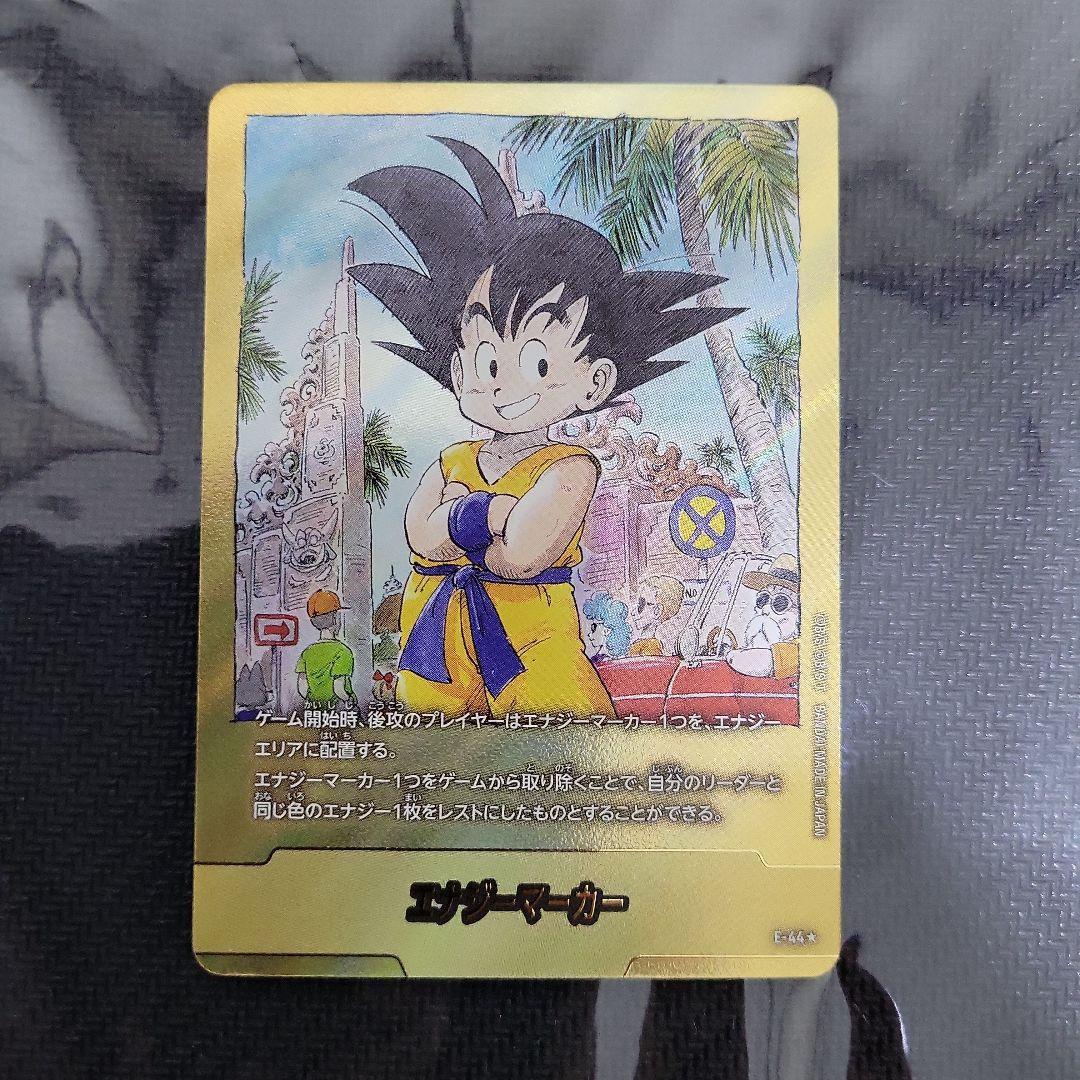 ゲーム開始時、後攻のプレイヤーはエナジーマーカー1つを、エナジー
エリアに配置する。
エナジーマーカー1つをゲームから取り除くことで、自分のリーダーと
同じ色のエナジー1枚をレストにしたものとすることができる。
エナジーマーカー
E-44★
BANDAI MADE IN JAPAN